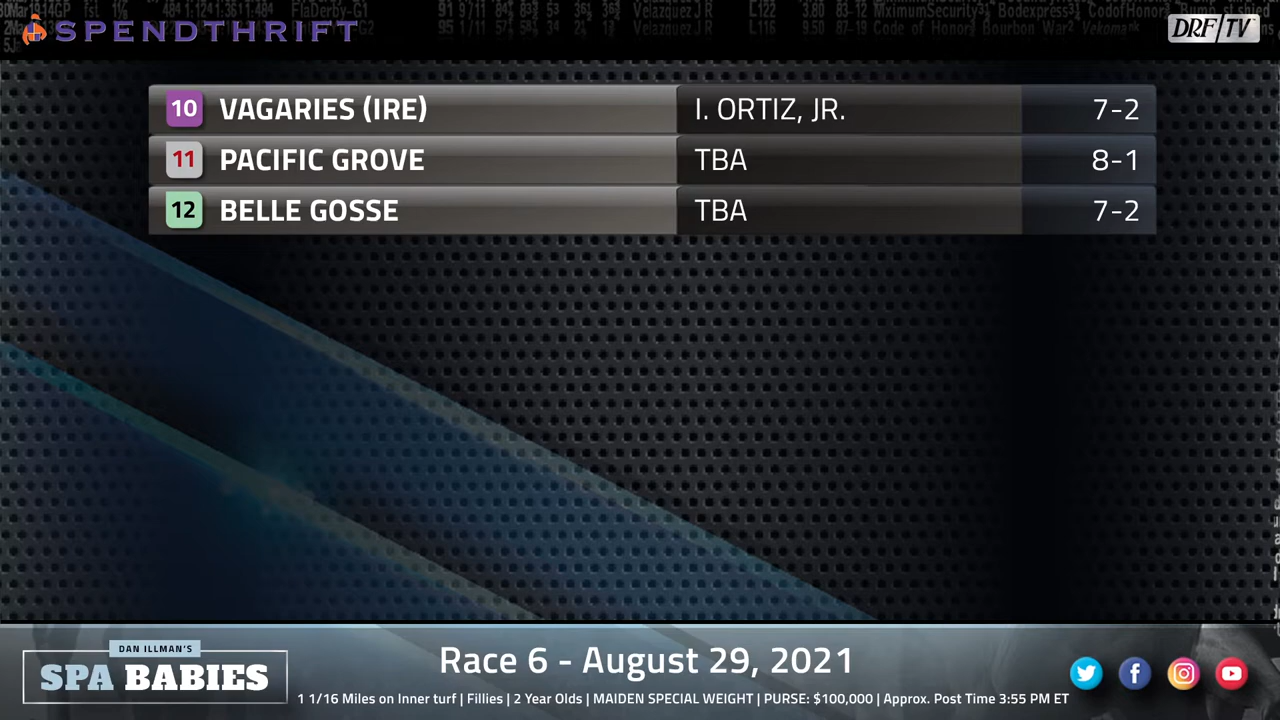 SPENDTHRIFT
DRF/TV
10 VAGARIES (IRE) I. ORTIZ, JR. 7-2
11 PACIFIC GROVE TBA 8-1
12 BELLE GOSSE TBA 7-2
DAN ILLMAN'S
SPA BABIES
Race 6 - August 29, 2021
1 1/16 Miles on Inner turf | Fillies | 2 Year Olds | MAIDEN SPECIAL WEIGHT | PURSE: $100,000 | Approx. Post Time 3:55 PM ET